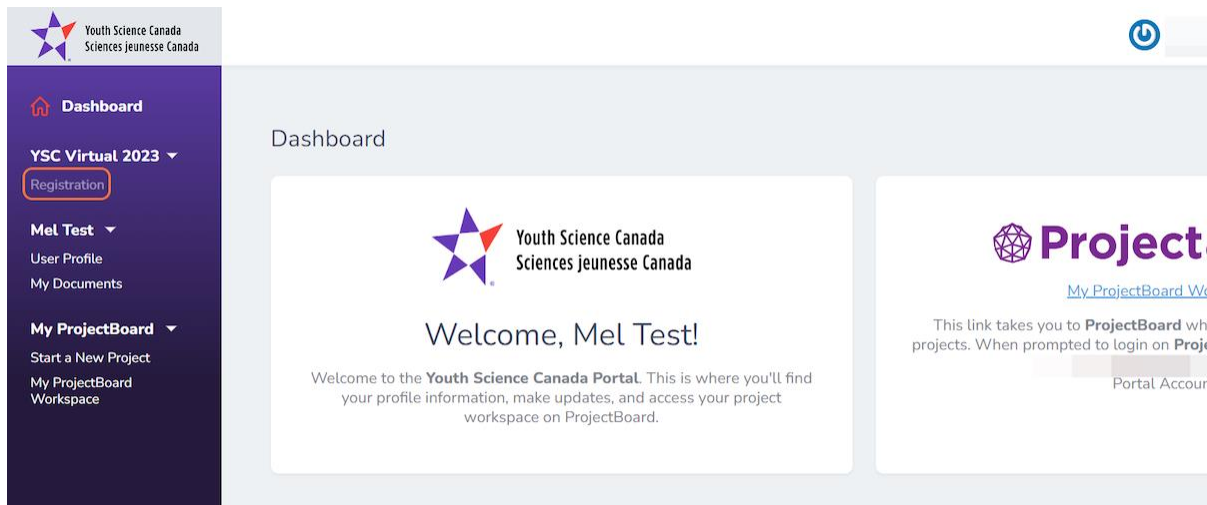 Youth Science Canada
Sciences jeunesse Canada
Dashboard
YSC Virtual 2023
Registration
Mel Test
User Profile
My Documents
My ProjectBoard
Start a New Project
My ProjectBoard
Workspace
Dashboard
Youth Science Canada
Sciences jeunesse Canada
Welcome, Mel Test!
Welcome to the Youth Science Canada Portal. This is where you'll find
your profile information, make updates, and access your project
workspace on ProjectBoard.
Project
My ProjectBoard
This link takes you to ProjectBoard
projects. When prompted to login on
Portal